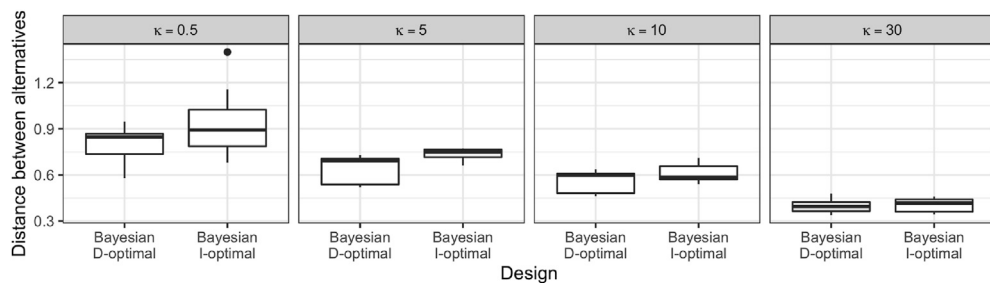 κ = 0.5
κ = 5
κ = 10
κ = 30
Distance between alternatives
1.2
0.9
0.6
0.3
Bayesian
D-optimal
Bayesian
I-optimal
Bayesian
D-optimal
Bayesian
I-optimal
Bayesian
D-optimal
Bayesian
I-optimal
Bayesian
D-optimal
Bayesian
I-optimal
Design